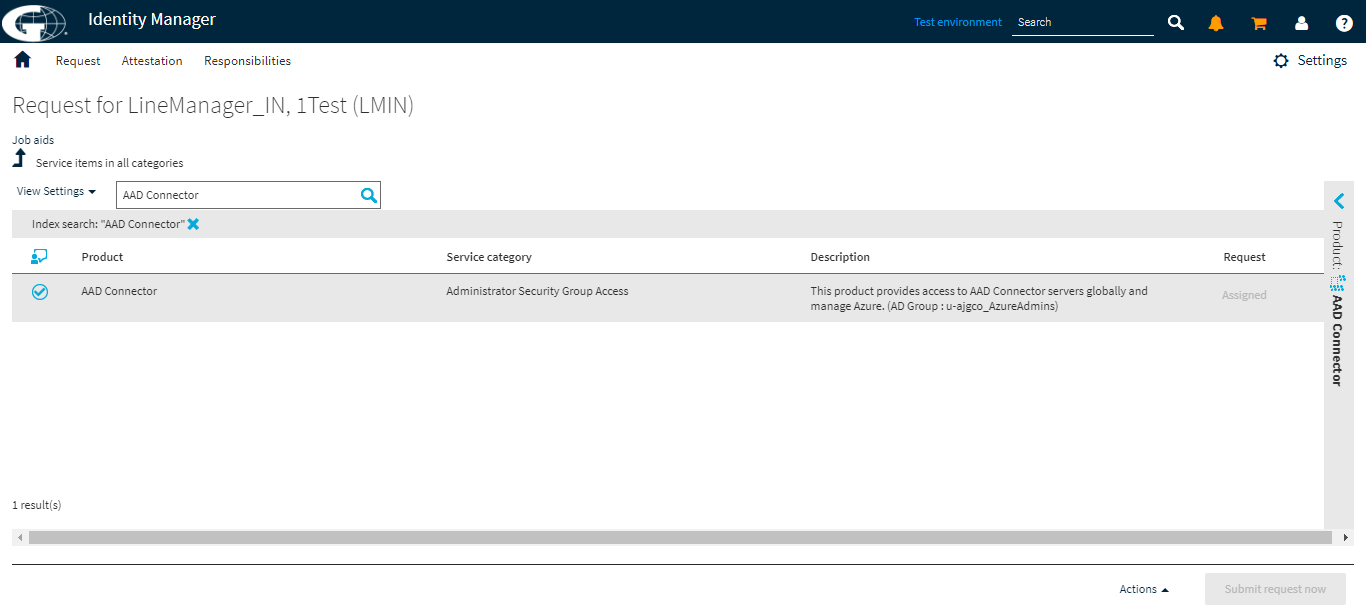 Identity Manager
Test environment
Search
Request
Attestation
Responsibilities
Settings
Request for LineManager_IN, 1Test (LMIN)
Job aids
Service items in all categories
View Settings
AAD Connector
Index search: "AAD Connector"
Product
Service category
Description
Request
AAD Connector
Administrator Security Group Access
This product provides access to AAD Connector servers globally and
manage Azure. (AD Group : u-ajgco_AzureAdmins)
Assigned
Product: AAD Connector
1 result(s)
Actions
Submit request now